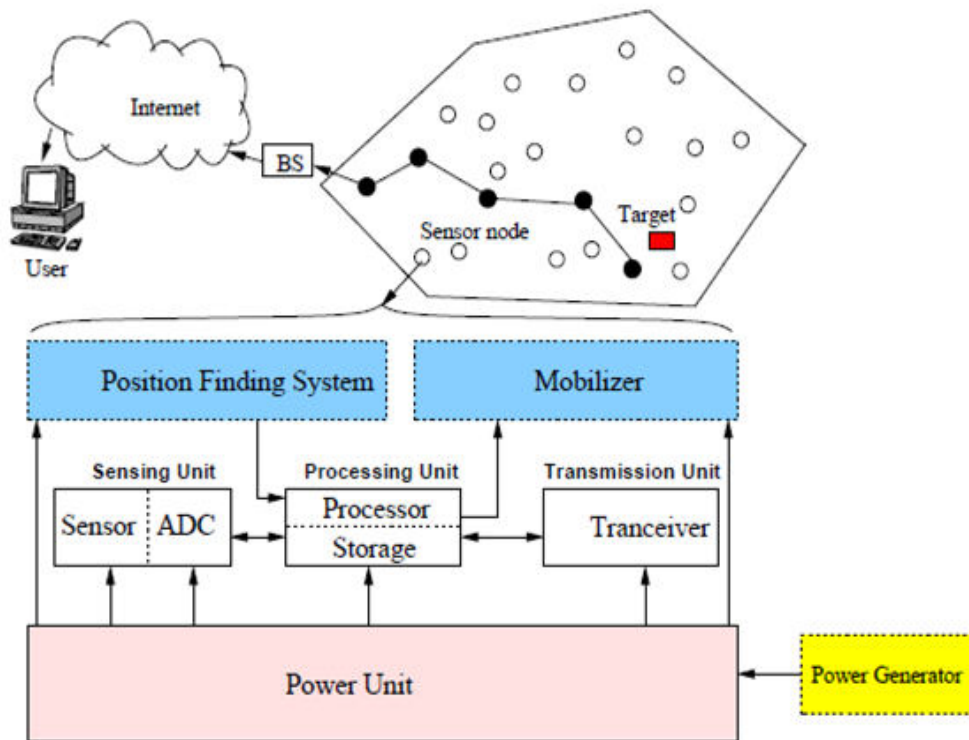 Internet
BS
User
Sensor node
Target
Position Finding System
Mobilizer
Sensing Unit
Processing Unit
Transmission Unit
Sensor
ADC
Processor
Storage
Tranceiver
Power Unit
Power Generator